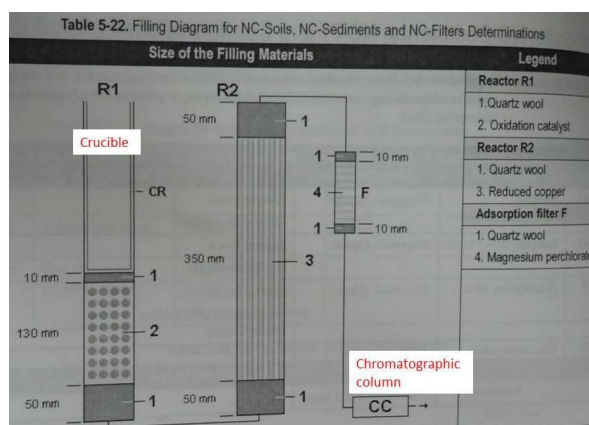 Table 5-22. Filling Diagram for NC-Soils, NC-Sediments and NC-Filters Determinations
Size of the Filling Materials
Legend
R1
R2
Crucible
CR
10 mm
1
130 mm
2
50 mm
1
50 mm
1
350 mm
3
50 mm
1
1
10 mm
4
F
1
10 mm
Chromatographic
column
CC
Reactor R1
1.Quartz wool
2. Oxidation catalyst
Reactor R2
1. Quartz wool
3. Reduced copper
Adsorption filter F
1. Quartz wool
4. Magnesium